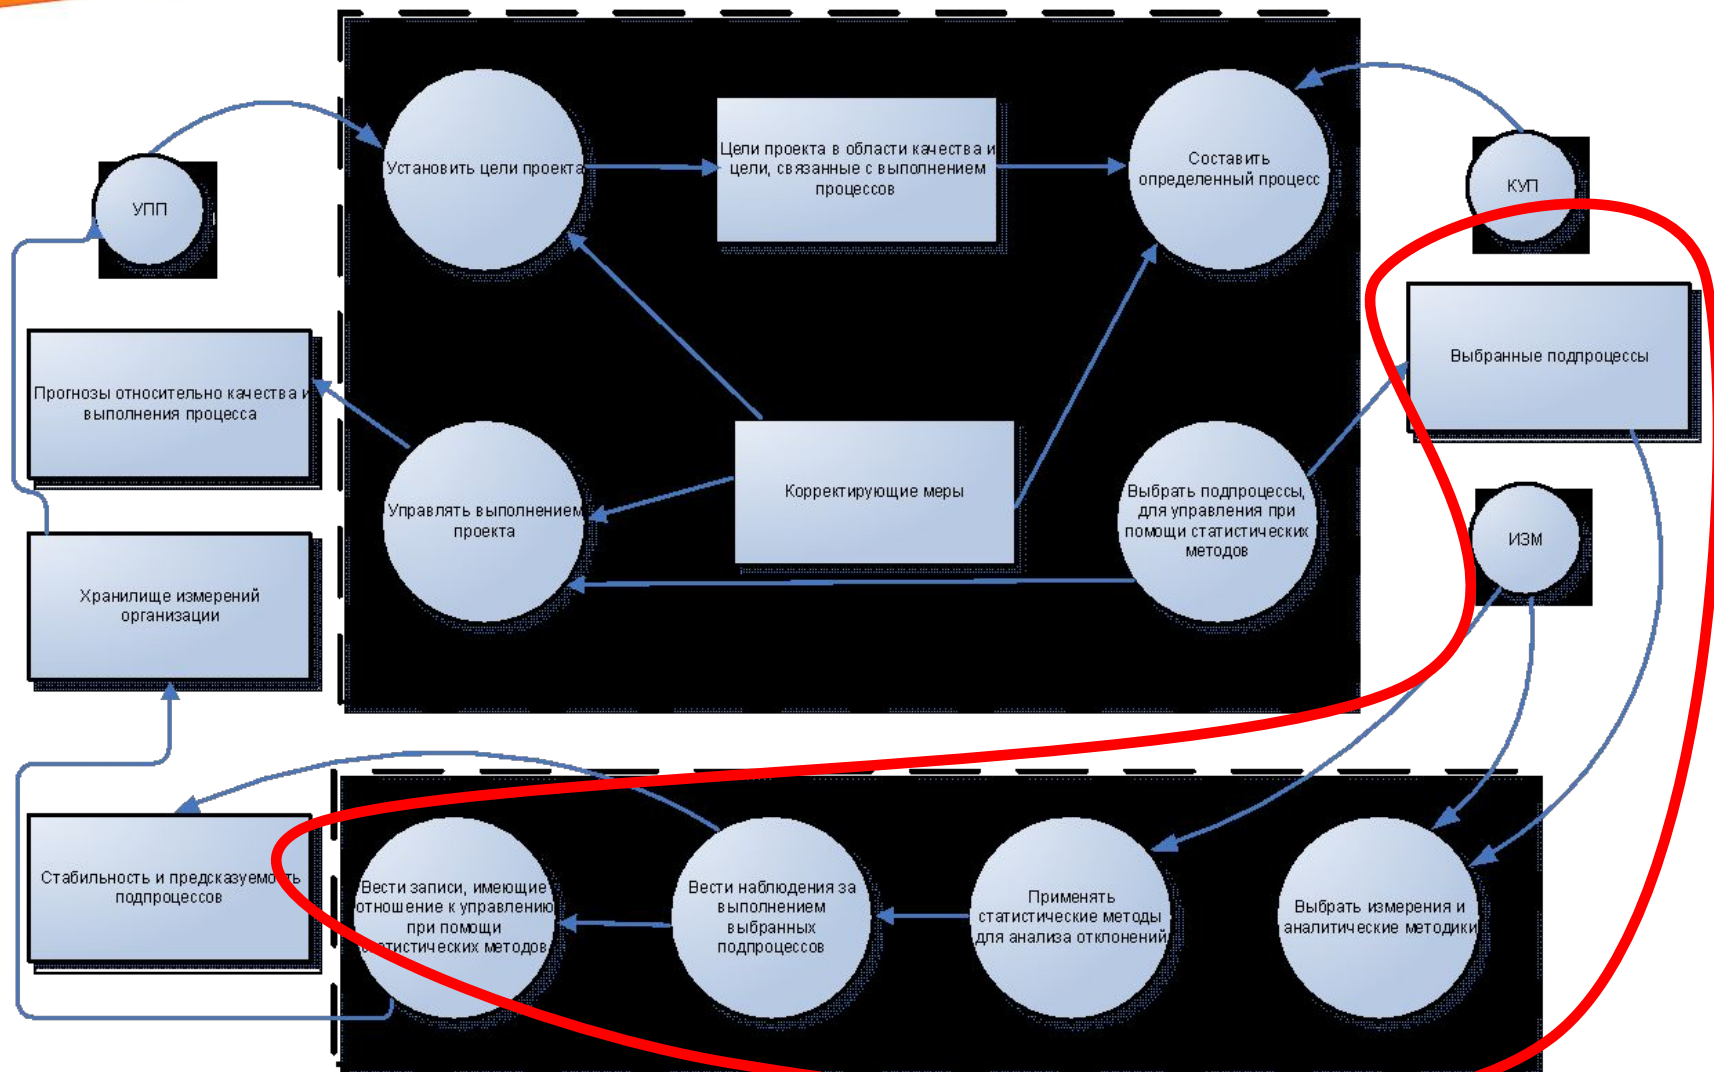 Установить цели проекта
Цели проекта в области качества и
цели, связанные с выполнением
процессов
Составить
определенный процесс
УПП
КУП
Прогнозы относительно качества и
выполнения процесса
Выбранные подпроцессы
Управлять выполнением
проекта
Корректирующие меры
Выбрать подпроцессы,
для управления при
помощи статистических
методов
ИЗМ
Хранилище измерений
организации
Стабильность и предсказуемость
подпроцессов
Вести записи, имеющие
отношение к управлению
при помощи
статистических методов
Вести наблюдения за
выполнением
выбранных
подпроцессов
Применять
статистические методы
для анализа отклонений
Выбрать измерения и
аналитические методики